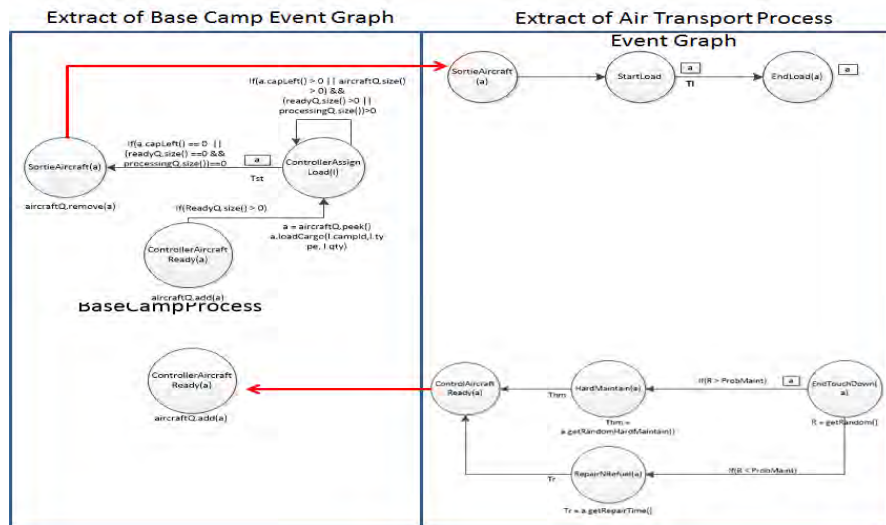 Extract of Base Camp Event Graph
Extract of Air Transport Process
Event Graph
If(a.capLeft() > 0 || aircraftQ.size()
> 0) &&
(readyQ.size() >0 ||
processingQ.size())>0
If(a.capLeft() == 0 ||
(readyQ.size() ==0 &&
processingQ.size())==0
a
Tst
SortieAircraft(a)
aircraftQ.remove(a)
ControllerAssign
Load(l)
If(ReadyQ.size() > 0)
a = aircraftQ.peek()
a.loadCargo(l.campId,l.ty
pe, l.qty)
ControllerAircraft
Ready(a)
aircraftQ.add(a)
BaseCampProcess
ControllerAircraft
Ready(a)
aircraftQ.add(a)
SortieAircraft
(a)
StartLoad
a
Tl
EndLoad(a)
a
ControlAircraft
Ready(a)
Thm
HardMaintain(a)
Thm =
a.getRandomHardMaintain()
If(R > ProbMaint)
a
EndTouchDown(
a)
R = getRandom()
Tr
RepairNRefuel(a)
Tr = a.getRepairTime()
If(R < ProbMaint)